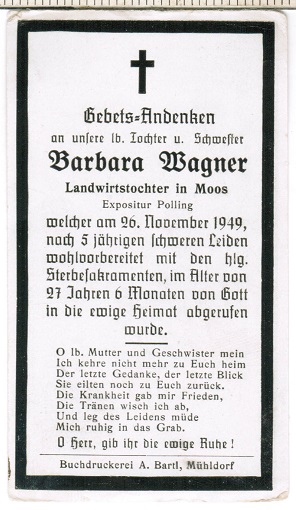 Gebets=Andenken
an unsere lb. Tochter u. Schwester
Barbara Wagner
Landwirtstochter in Moos
Expositur Polling
welcher am 26. November 1949,
nach 5 jährigen schweren Leiden
wohlvorbereitet mit den hlg.
Sterbesakramenten, im Alter von
27 Jahren 6 Monaten von Gott
in die ewige Heimat abgerufen
wurde.
O lb. Mutter und Geschwister mein
Ich kehre nicht mehr zu Euch heim
Der letzte Gedanke, der letzte Blick
Sie eilten noch zu Euch zurück.
Die Krankheit gab mir Frieden,
Die Tränen wisch ich ab,
Und leg des Leidens müde
Mich ruhig in das Grab.
O Herr, gib ihr die ewige Ruhe!
Buchdruckerei A. Bartl, Mühldorf